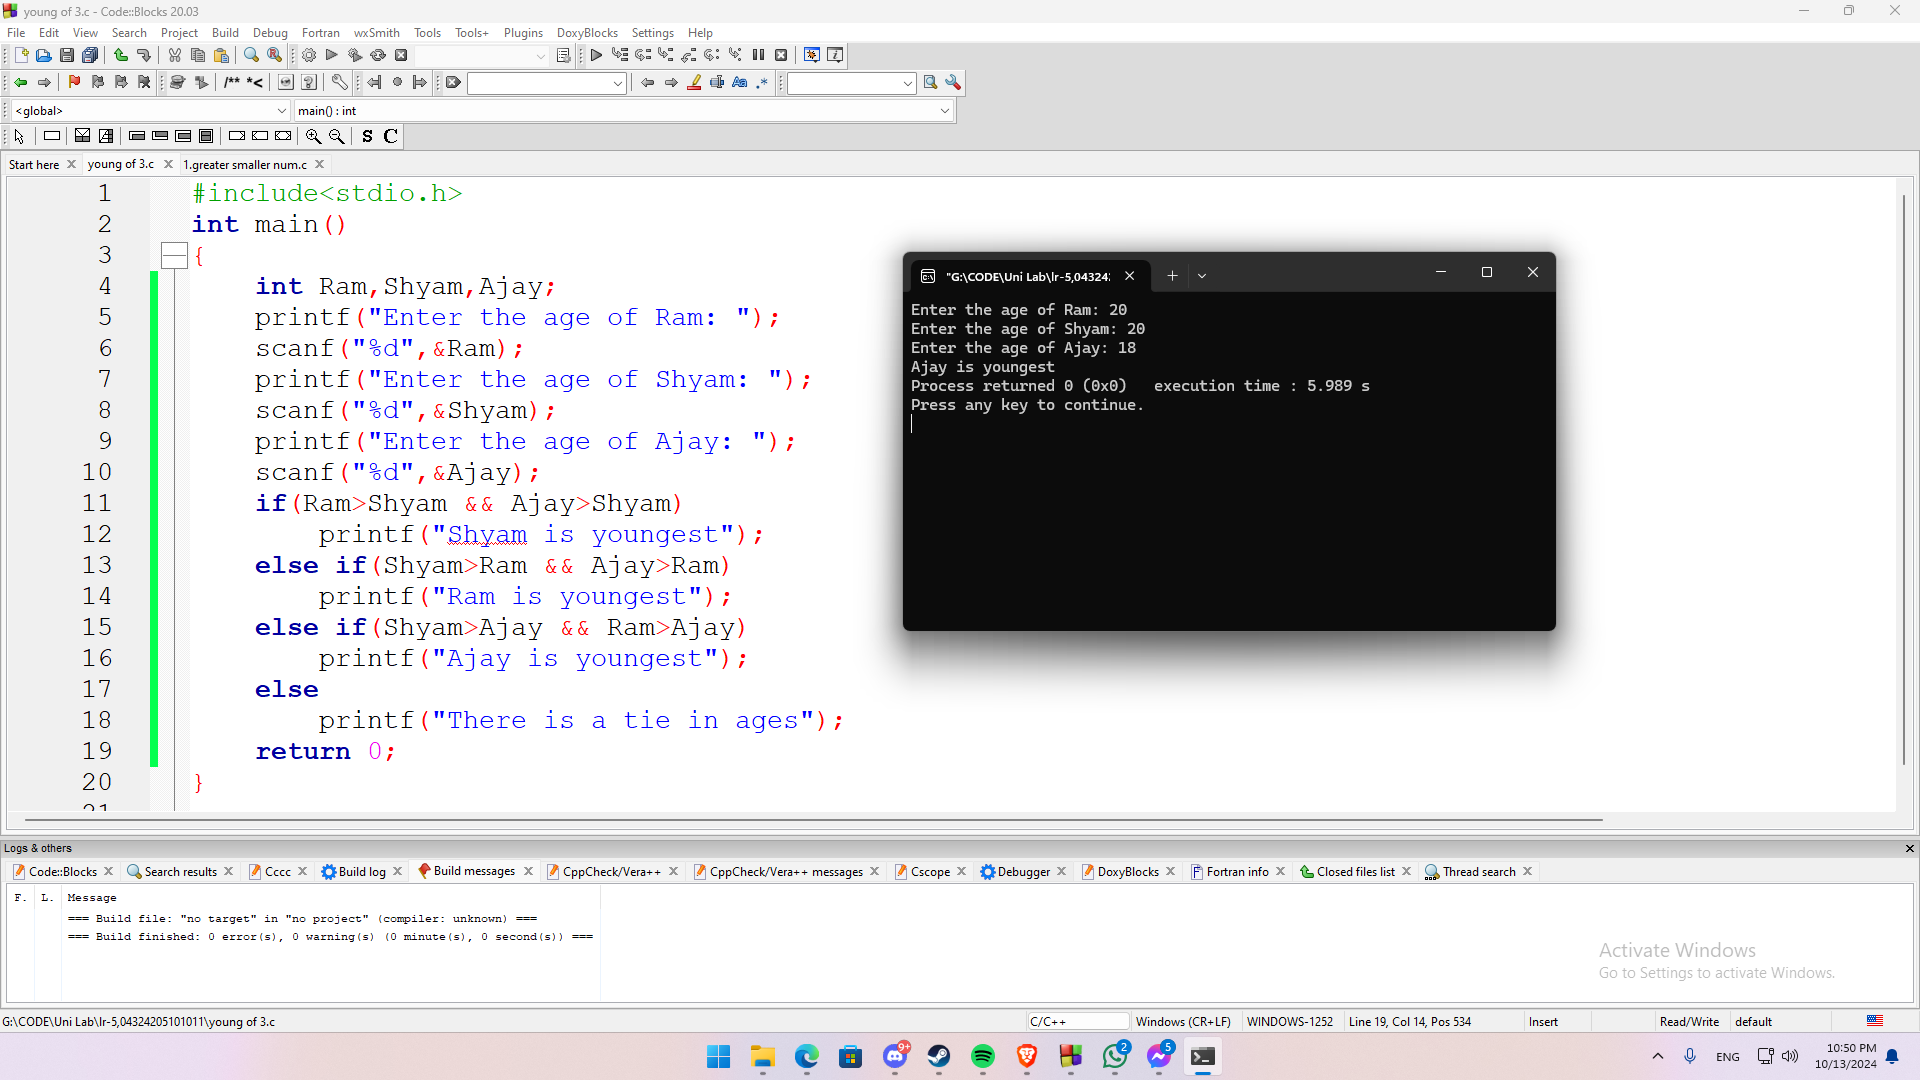 young of 3.c - Code::Blocks 20.03
File Edit View Search Project Build Debug Fortran wxSmith Tools Tools+ Plugins DoxyBlocks Settings Help
/** *<
Aa .*
<global> main() : int
S C
Start here young of 3.c 1.greater smaller num.c
1 #include<stdio.h>
2 int main()
3 {
4 int Ram,Shyam,Ajay;
5 printf("Enter the age of Ram: ");
6 scanf("%d",&Ram);
7 printf("Enter the age of Shyam: ");
8 scanf("%d",&Shyam);
9 printf("Enter the age of Ajay: ");
10 scanf("%d",&Ajay);
11 if(Ram>Shyam && Ajay>Shyam)
12 printf("Shyam is youngest");
13 else if(Shyam>Ram && Ajay>Ram)
14 printf("Ram is youngest");
15 else if(Shyam>Ajay && Ram>Ajay)
16 printf("Ajay is youngest");
17 else
18 printf("There is a tie in ages");
19 return 0;
20 }
21
"G:\CODE\Uni Lab\lr-5,04324:
Enter the age of Ram: 20
Enter the age of Shyam: 20
Enter the age of Ajay: 18
Ajay is youngest
Process returned 0 (0x0) execution time : 5.989 s
Press any key to continue.
Logs & others
Code::Blocks Search results Cccc Build log Build messages CppCheck/Vera++ CppCheck/Vera++ messages Cscope Debugger DoxyBlocks Fortran info Closed files list Thread search
F. L. Message
=== Build file: "no target" in "no project" (compiler: unknown) ===
=== Build finished: 0 error(s), 0 warning(s) (0 minute(s), 0 second(s)) ===
Activate Windows
Go to Settings to activate Windows.
G:\CODE\Uni Lab\lr-5,04324205101011\young of 3.c C/C++ Windows (CR+LF) WINDOWS-1252 Line 19, Col 14, Pos 534 Insert Read/Write default
9+ 2 5 ENG 10:50 PM
10/13/2024